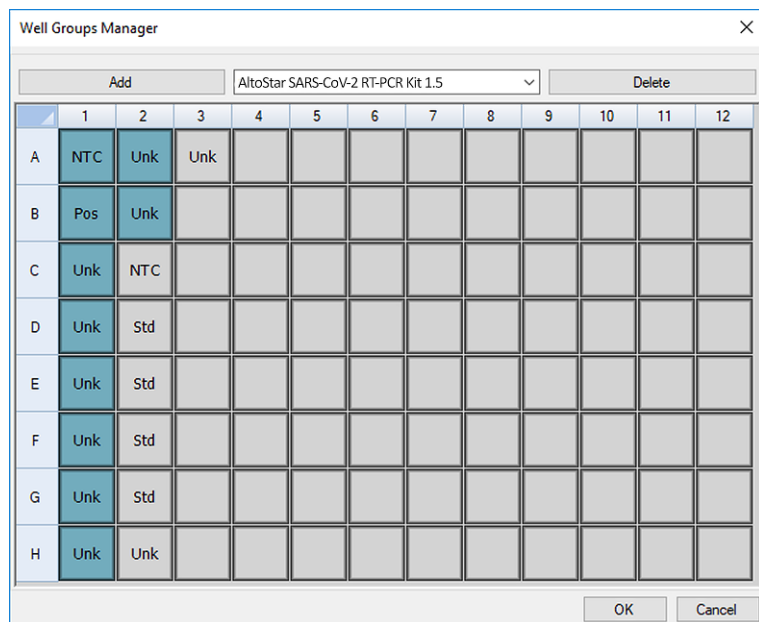 Well Groups Manager
Add AltoStar SARS-CoV-2 RT-PCR Kit 1.5 Delete
1 2 3 4 5 6 7 8 9 10 11 12
A NTC Unk Unk
B Pos Unk
C Unk NTC
D Unk Std
E Unk Std
F Unk Std
G Unk Std
H Unk Unk
OK Cancel